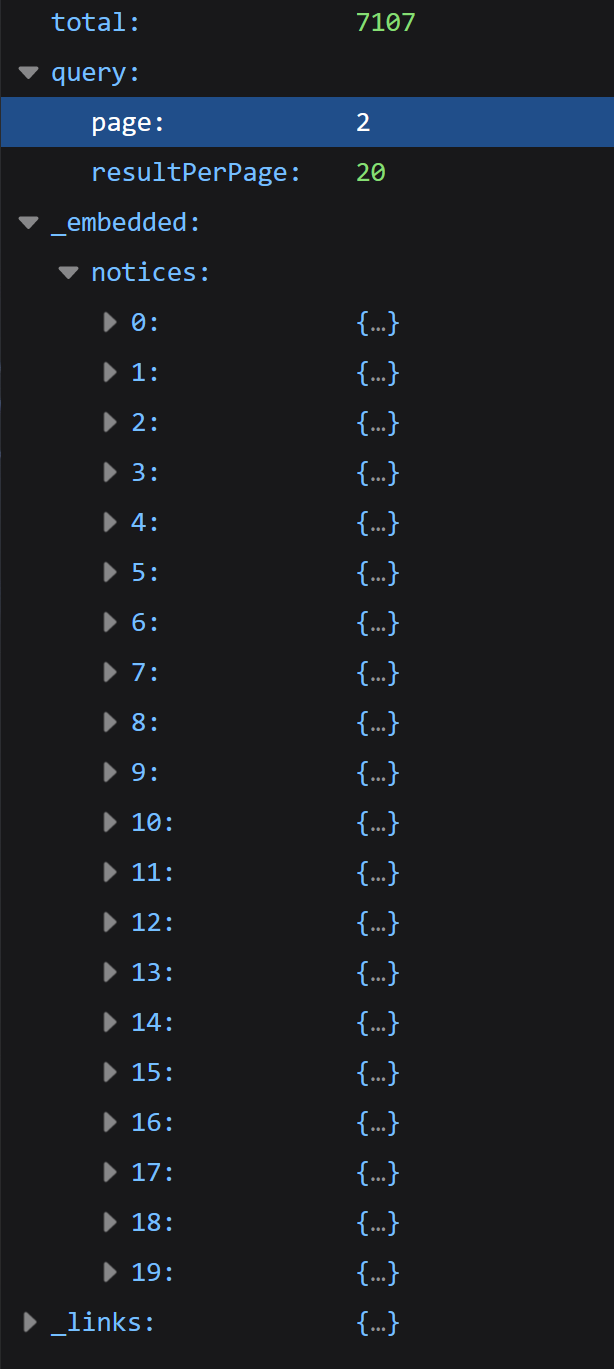 total: 7107
query:
page: 2
resultPerPage: 20
_embedded:
notices:
0: {…}
1: {…}
2: {…}
3: {…}
4: {…}
5: {…}
6: {…}
7: {…}
8: {…}
9: {…}
10: {…}
11: {…}
12: {…}
13: {…}
14: {…}
15: {…}
16: {…}
17: {…}
18: {…}
19: {…}
_links: {…}